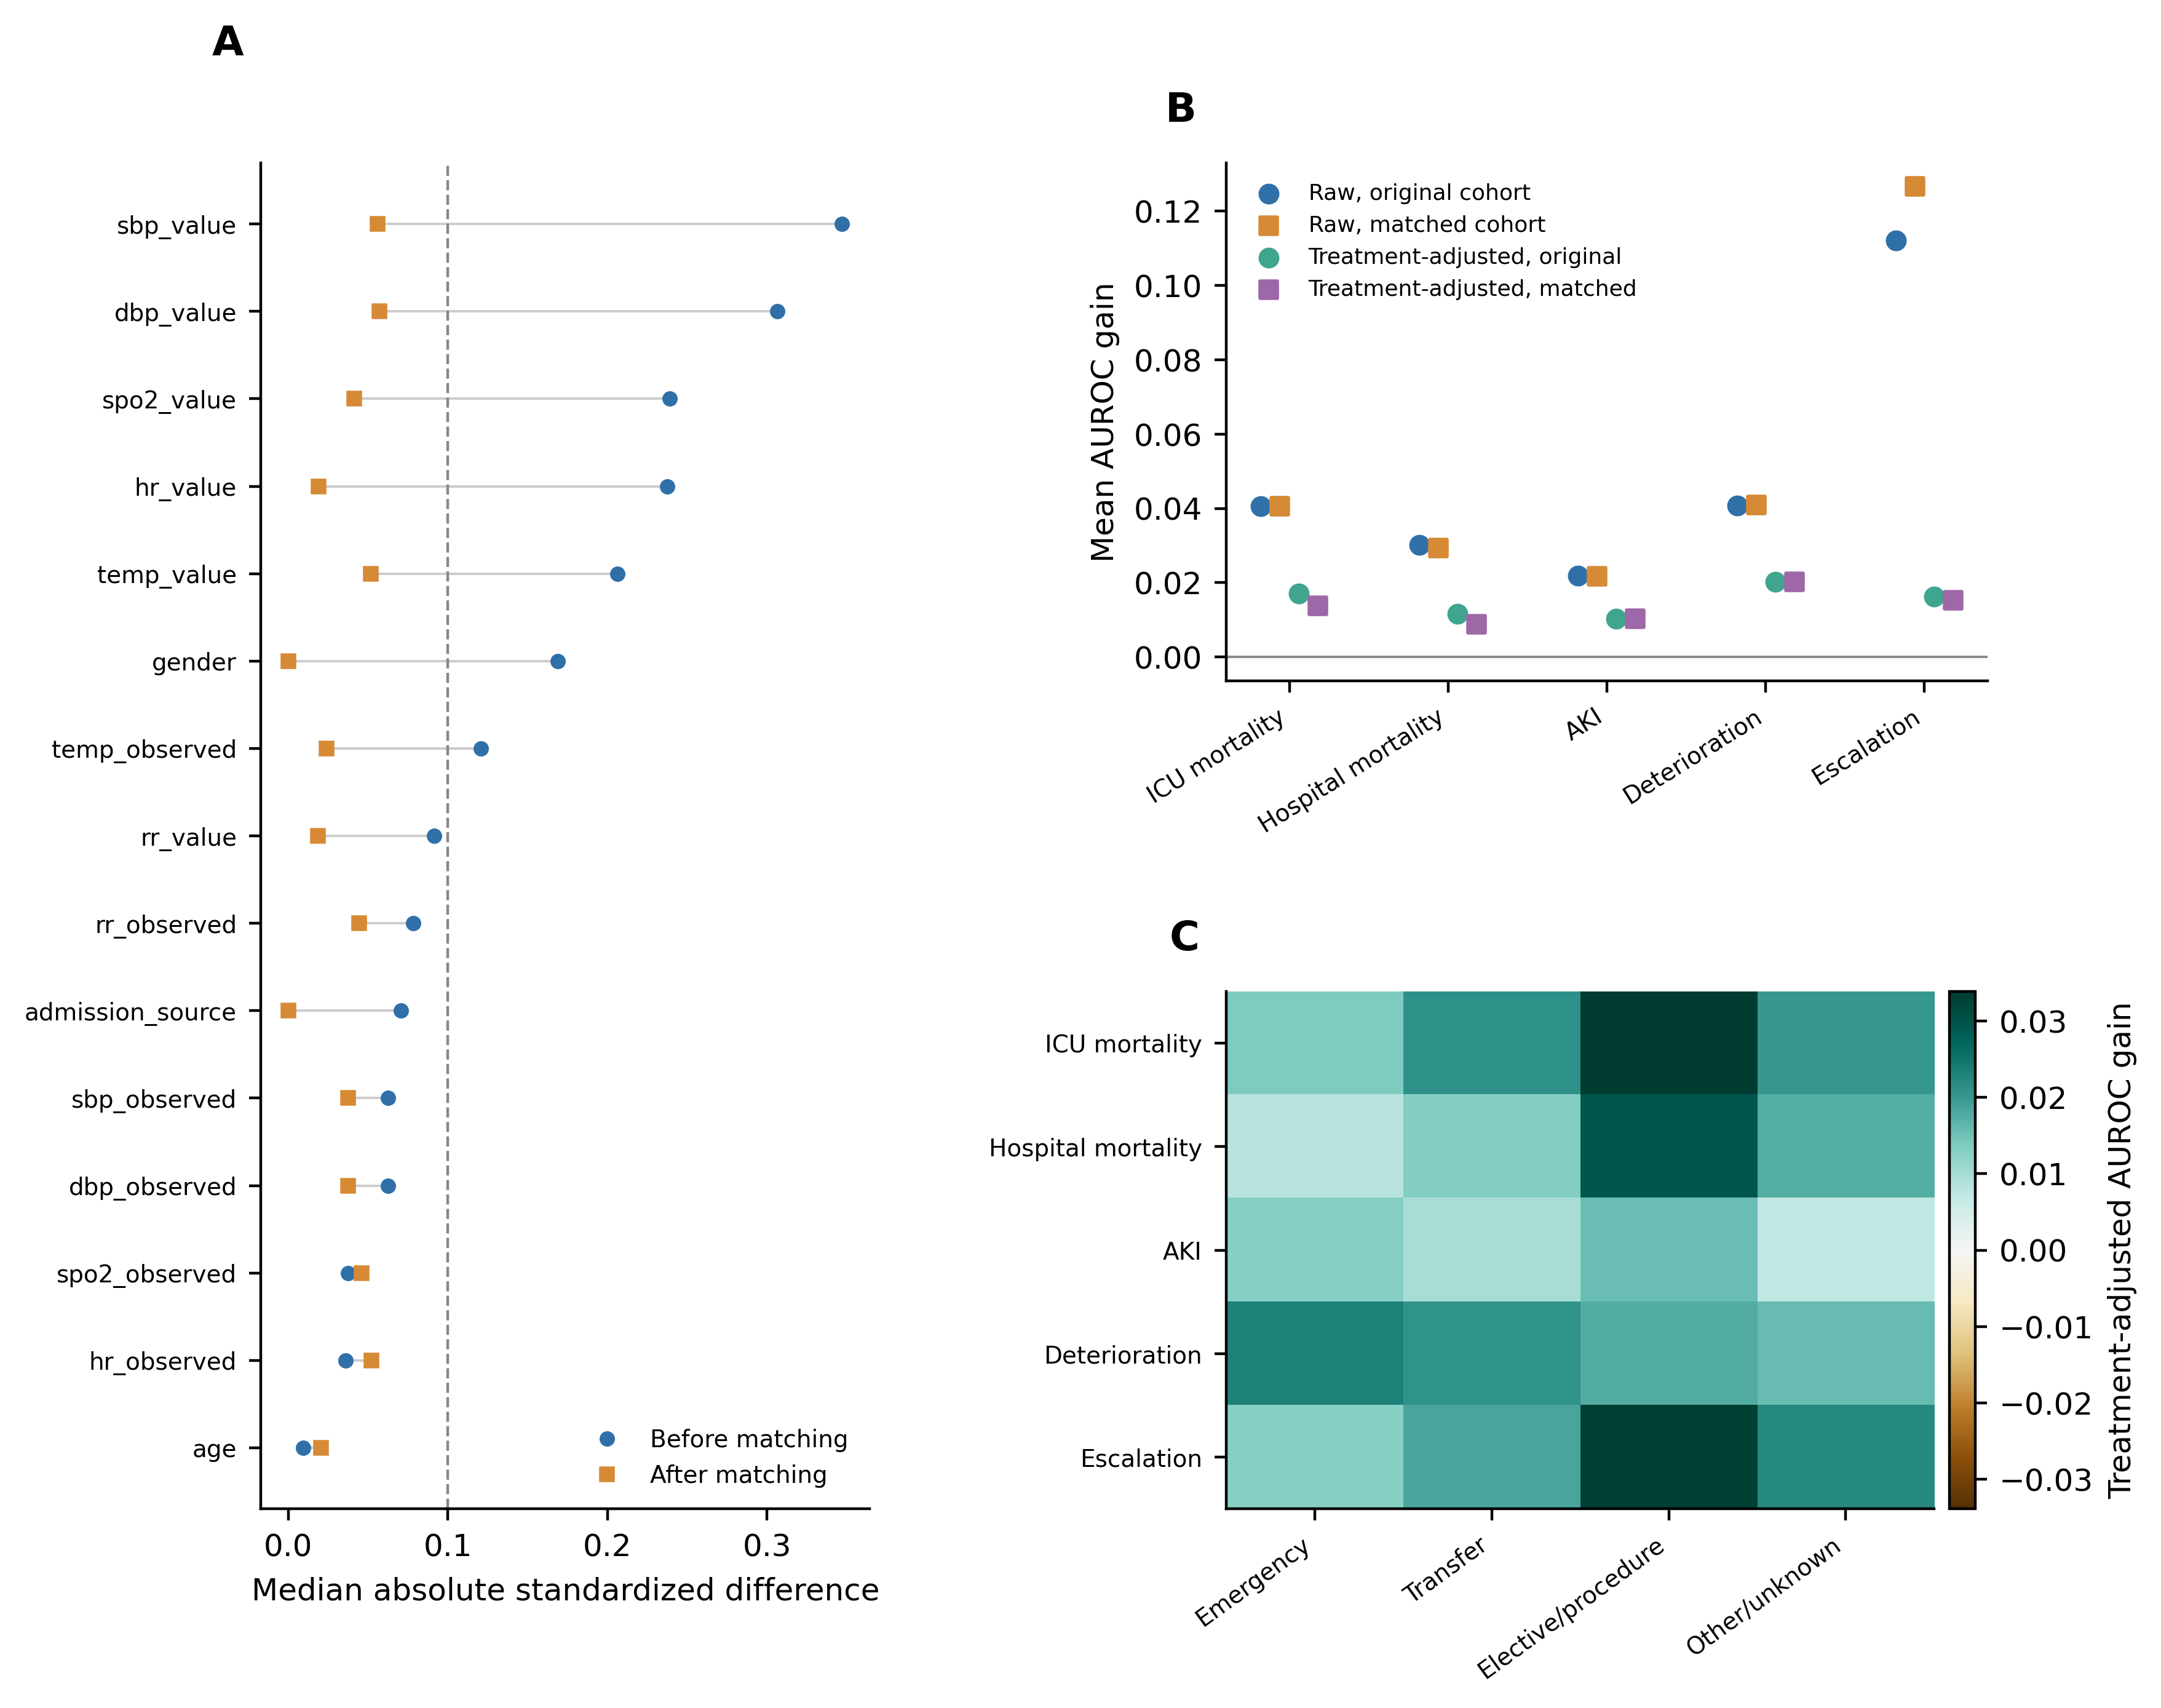 A
sbp_value
dbp_value
spo2_value
hr_value
temp_value
gender
temp_observed
rr_value
rr_observed
admission_source
sbp_observed
dbp_observed
spo2_observed
hr_observed
age
Before matching
After matching
0.0 0.1 0.2 0.3
Median absolute standardized difference
B
Mean AUROC gain
0.12
0.10
0.08
0.06
0.04
0.02
0.00
Raw, original cohort
Raw, matched cohort
Treatment-adjusted, original
Treatment-adjusted, matched
ICU mortality
Hospital mortality
AKI
Deterioration
Escalation
C
ICU mortality
Hospital mortality
AKI
Deterioration
Escalation
Emergency
Transfer
Elective/procedure
Other/unknown
0.03
0.02
0.01
0.00
−0.01
−0.02
−0.03
Treatment-adjusted AUROC gain